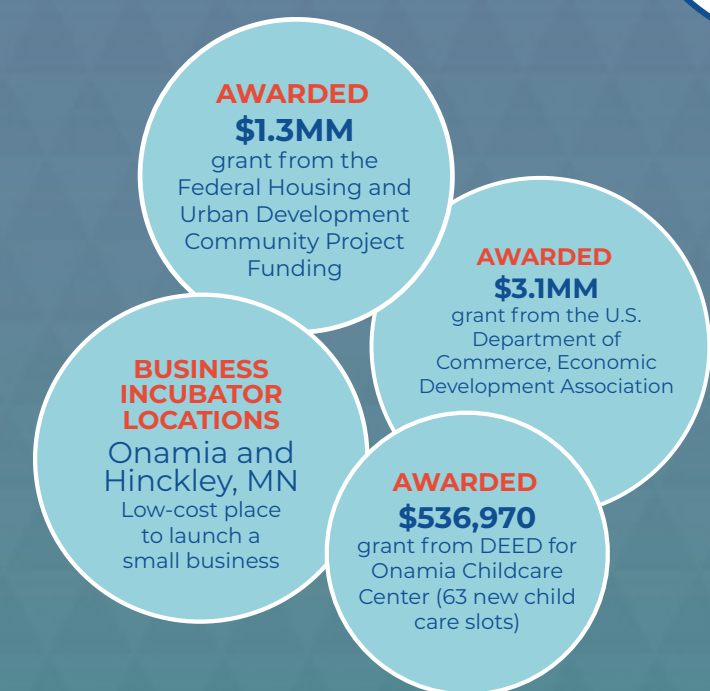 AWARDED
$1.3MM
grant from the
Federal Housing and
Urban Development
Community Project
Funding
AWARDED
$3.1MM
grant from the U.S.
Department of
Commerce, Economic
Development Association
BUSINESS
INCUBATOR
LOCATIONS
Onamia and
Hinckley, MN
Low-cost place
to launch a
small business
AWARDED
$536,970
grant from DEED for
Onamia Childcare
Center (63 new child
care slots)